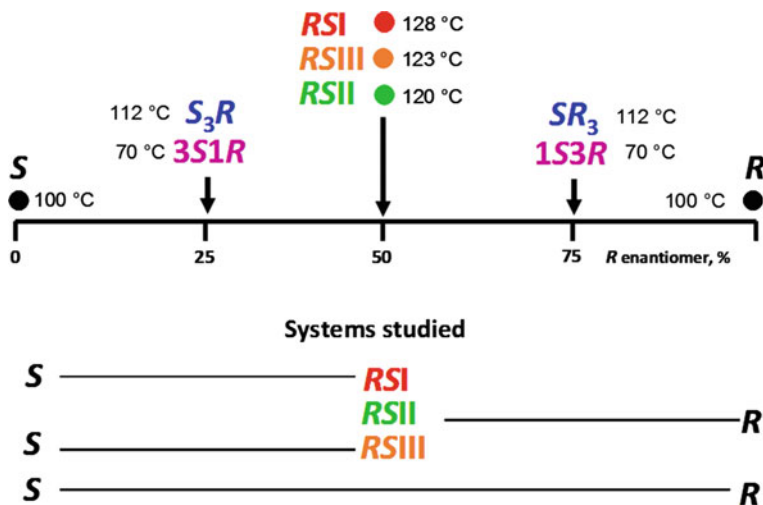 RSI 128 °C
RSIII 123 °C
RSII 120 °C
112 °C S₃R SR₃ 112 °C
70 °C 3S1R 1S3R 70 °C
S R
100 °C 100 °C
0 25 50 75 R enantiomer, %
Systems studied
S RSI
RSII R
S RSIII
S R